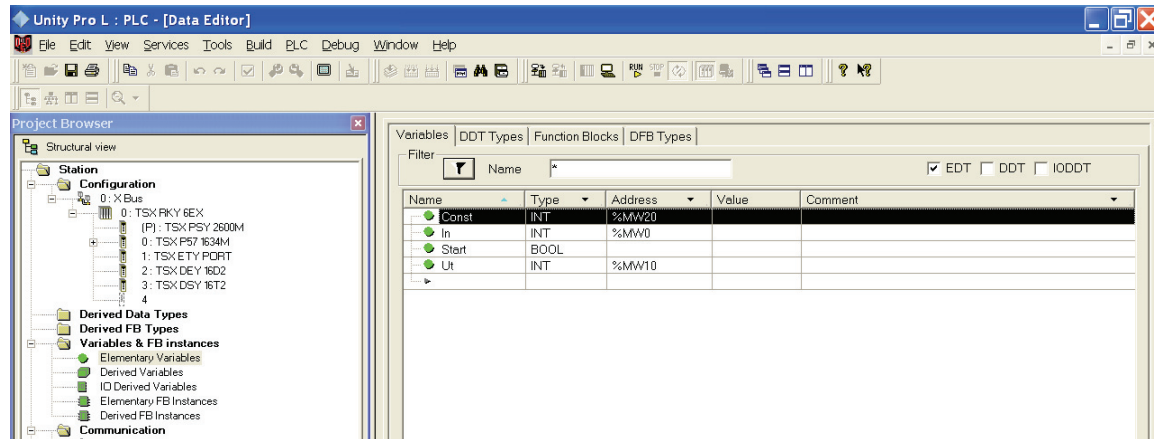 Unity Pro L : PLC - [Data Editor]
File Edit View Services Tools Build PLC Debug Window Help
RUN STOP
Project Browser
Structural view
Station
Configuration
0 : X Bus
0 : TSX RKY 6EX
(P) : TSX PSY 2600M
0 : TSX P57 1634M
1 : TSX ETY PORT
2 : TSX DEY 16D2
3 : TSX DSY 16T2
4
Derived Data Types
Derived FB Types
Variables & FB instances
Elementary Variables
Derived Variables
IO Derived Variables
Elementary FB Instances
Derived FB Instances
Communication
Variables DDT Types Function Blocks DFB Types
Filter
Name * EDT DDT IODDT
Name Type Address Value Comment
Const INT %MW20
In INT %MW0
Start BOOL
Ut INT %MW10